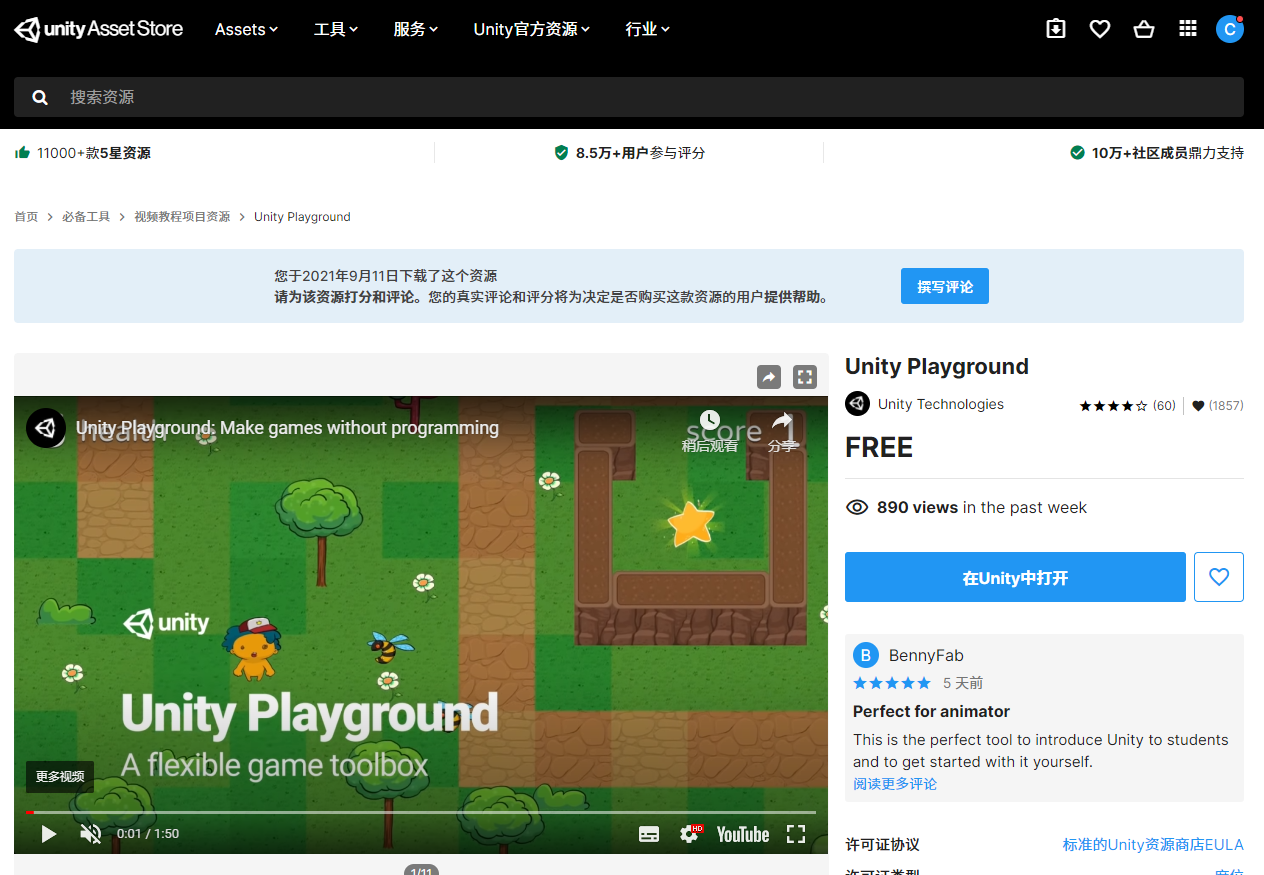 unity Asset Store
Assets 工具 服务 Unity官方资源 行业
C
搜索资源
11000+款5星资源
8.5万+用户参与评分
10万+社区成员鼎力支持
首页 > 必备工具 > 视频教程项目资源 > Unity Playground
您于2021年9月11日下载了这个资源
请为该资源打分和评论。您的真实评论和评分将为决定是否购买这款资源的用户提供帮助。
撰写评论
Unity Playground: Make games without programming
health
score 1
稍后观看
分享
unity
Unity Playground
A flexible game toolbox
更多视频
0:01 / 1:50
HD
YouTube
1/11
Unity Playground
Unity Technologies
(60)
(1857)
FREE
890 views in the past week
在Unity中打开
B
BennyFab
5 天前
Perfect for animator
This is the perfect tool to introduce Unity to students
and to get started with it yourself.
阅读更多评论
许可证协议
标准的Unity资源商店EULA
许可证类型
席位